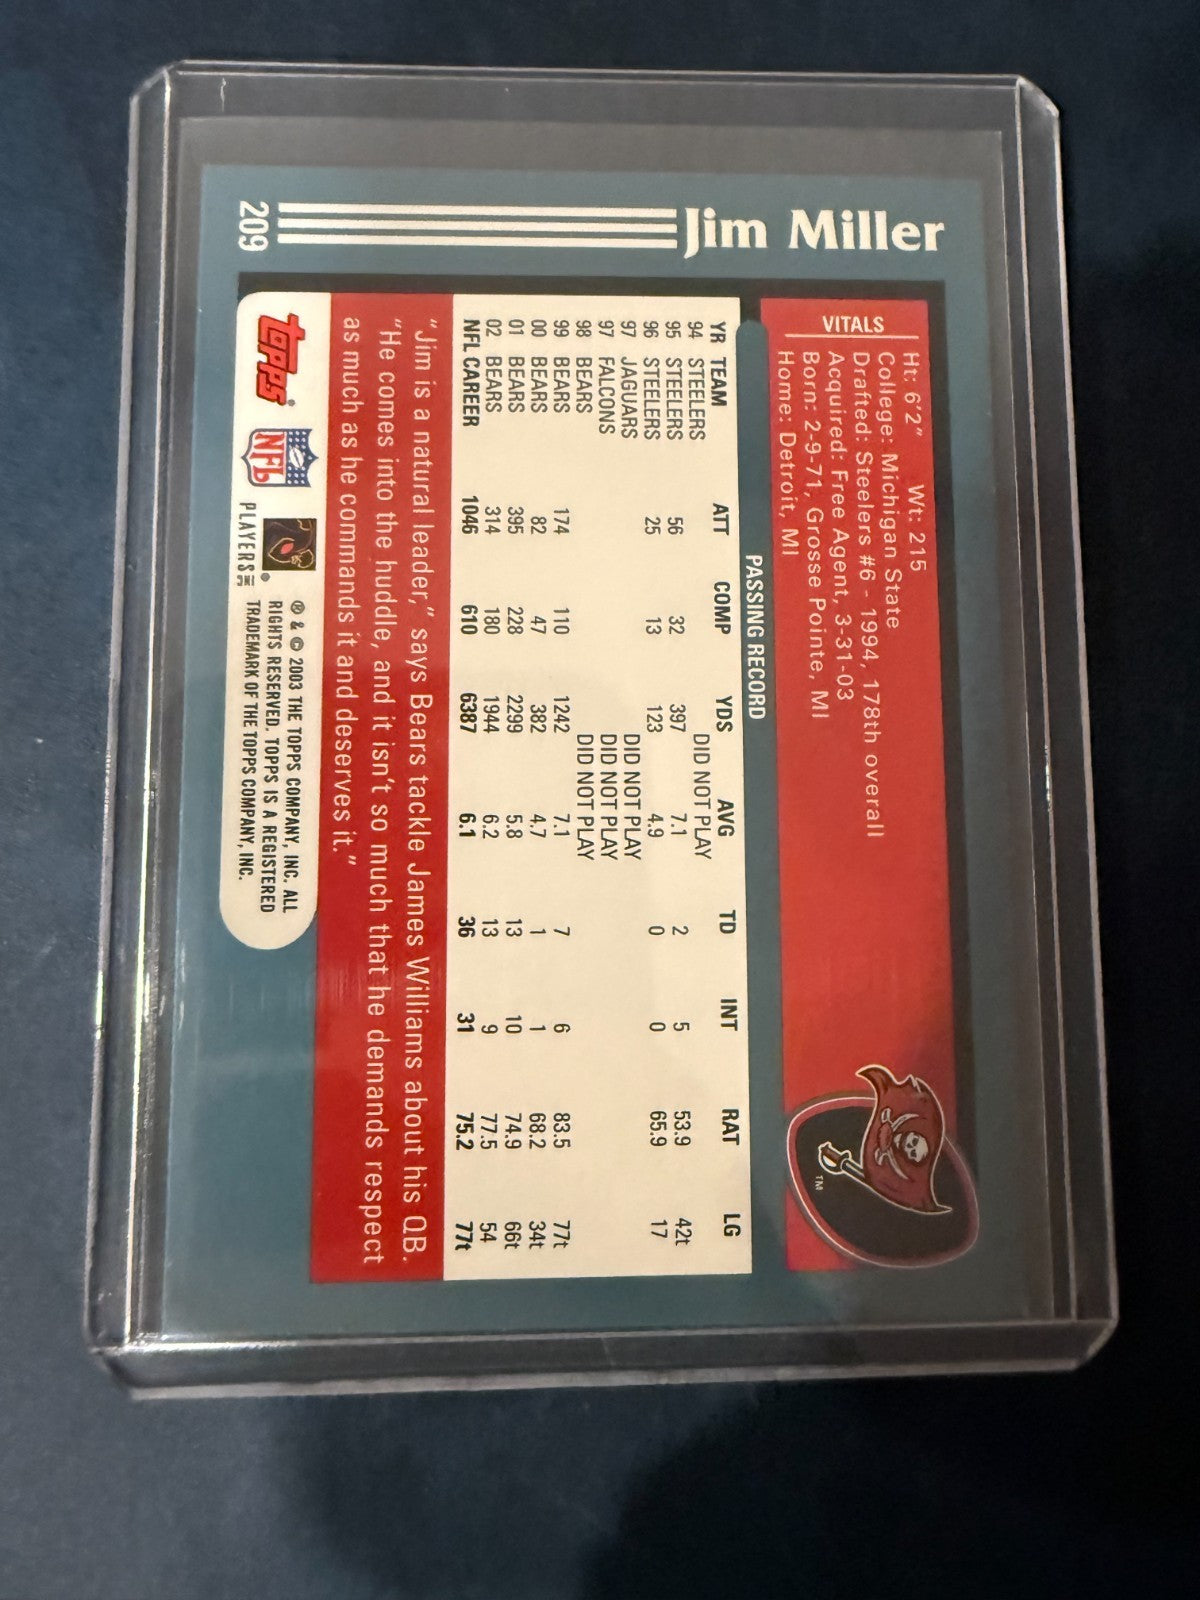 Jim Miller
209
VITALS
Ht: 6'2" Wt: 215
College: Michigan State
Drafted: Steelers #6 - 1994, 178th overall
Acquired: Free Agent, 3-31-03
Born: 2-9-71, Grosse Pointe, MI
Home: Detroit, MI
TM
PASSING RECORD
YR TEAM ATT COMP YDS AVG TD INT RAT LG
94 STEELERS DID NOT PLAY
95 STEELERS 56 32 397 7.1 2 5 53.9 42t
96 STEELERS 25 13 123 4.9 0 0 65.9 17
97 JAGUARS DID NOT PLAY
97 FALCONS DID NOT PLAY
98 BEARS DID NOT PLAY
99 BEARS 174 110 1242 7.1 7 6 83.5 77t
00 BEARS 82 47 382 4.7 1 1 68.2 34t
01 BEARS 395 228 2299 5.8 13 10 74.9 66t
02 BEARS 314 180 1944 6.2 13 9 77.5 54
NFL CAREER 1046 610 6387 6.1 36 31 75.2 77t
"Jim is a natural leader," says Bears tackle James Williams about his QB.
"He comes into the huddle, and it isn't so much that he demands respect
as much as he commands it and deserves it."
topps®
NFL
PLAYERS INC
® & © 2003 THE TOPPS COMPANY, INC. ALL
RIGHTS RESERVED. TOPPS IS A REGISTERED
TRADEMARK OF THE TOPPS COMPANY, INC.